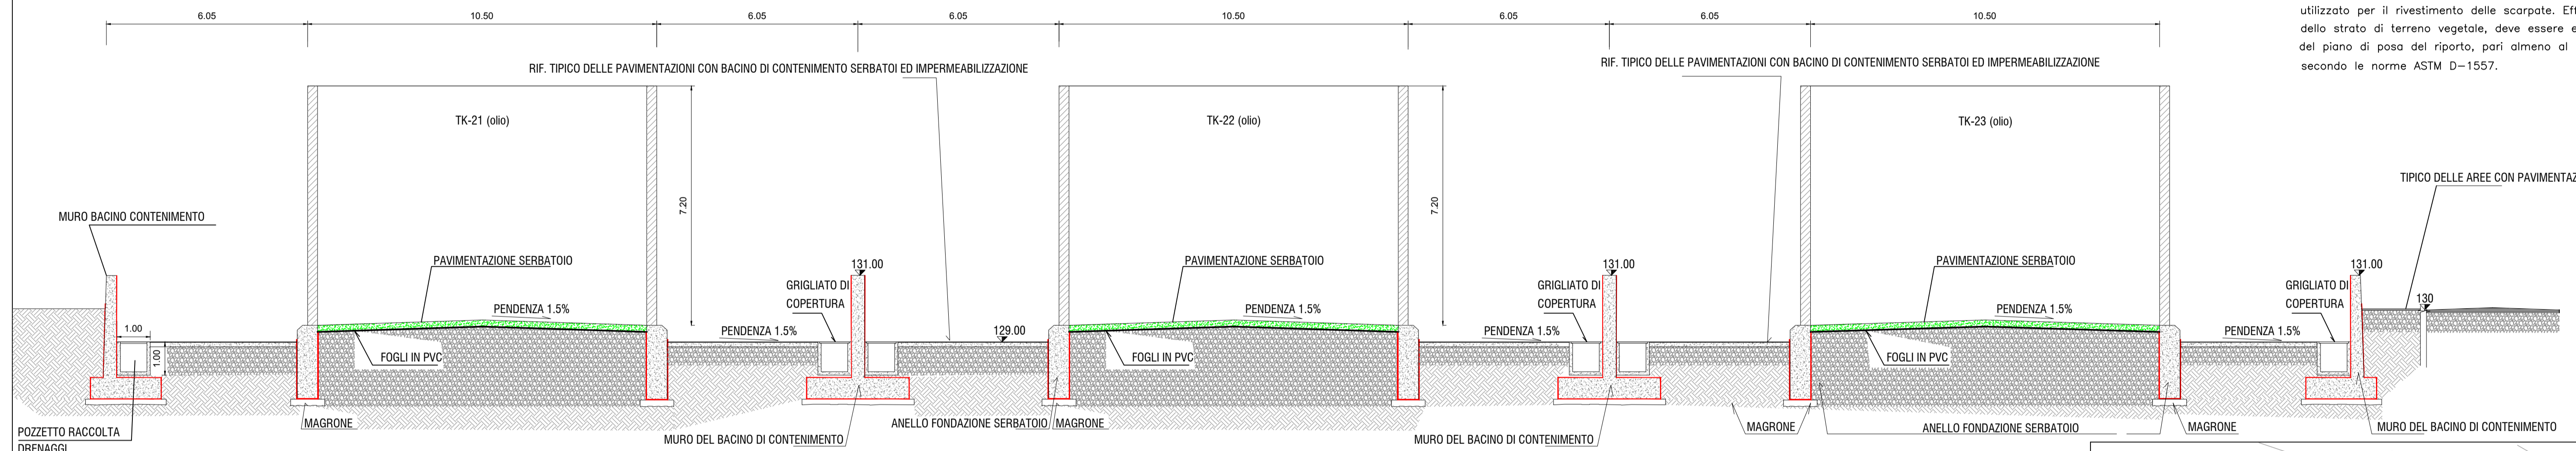 6.05
10.50
6.05
6.05
10.50
6.05
6.05
10.50
utilizzato per il rivestimento delle scarpate.
dello strato di terreno vegetale, deve essere
del piano di posa del riporto, pari almeno al
secondo le norme ASTM D-1557.
RIF. TIPICO DELLE PAVIMENTAZIONI CON BACINO DI CONTENIMENTO SERBATOI ED IMPERMEABILIZZAZIONE
RIF. TIPICO DELLE PAVIMENTAZIONI CON BACINO DI CONTENIMENTO SERBATOI ED IMPERMEABILIZZAZIONE
TK-21 (olio)
TK-22 (olio)
TK-23 (olio)
7.20
7.20
TIPICO DELLE AREE CON
MURO BACINO CONTENIMENTO
PAVIMENTAZIONE SERBATOIO
131.00
PAVIMENTAZIONE SERBATOIO
131.00
PAVIMENTAZIONE SERBATOIO
131.00
GRIGLIATO DI
COPERTURA
GRIGLIATO DI
COPERTURA
GRIGLIATO DI
COPERTURA
130
PENDENZA 1.5%
PENDENZA 1.5%
PENDENZA 1.5%
1.00
1.00
PENDENZA 1.5%
129.00
PENDENZA 1.5%
PENDENZA 1.5%
FOGLI IN PVC
FOGLI IN PVC
FOGLI IN PVC
POZZETTO RACCOLTA
DRENAGGI
MAGRONE
MURO DEL BACINO DI CONTENIMENTO
ANELLO FONDAZIONE SERBATOIO
MAGRONE
MURO DEL BACINO DI CONTENIMENTO
MAGRONE
ANELLO FONDAZIONE SERBATOIO
MAGRONE
MURO DEL BACINO DI CONTENIMENTO